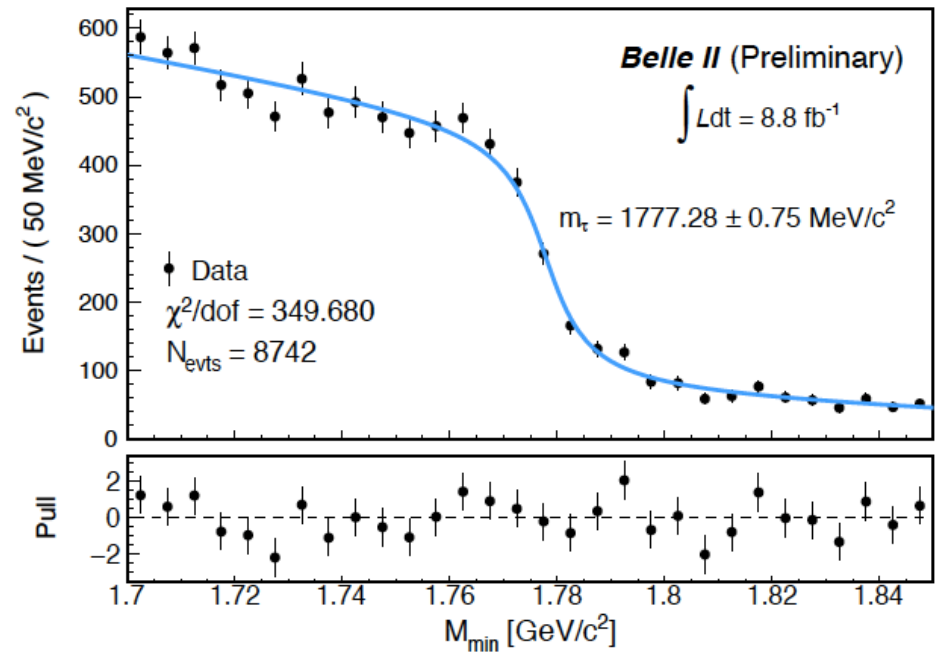 Events / ( 50 MeV/c²)
600
500
400
300
200
100
0
Belle II (Preliminary)
∫ Ldt = 8.8 fb⁻¹
m_τ = 1777.28 ± 0.75 MeV/c²
Data
χ²/dof = 349.680
N_evts = 8742
Pull
2
0
−2
1.7 1.72 1.74 1.76 1.78 1.8 1.82 1.84
M_min [GeV/c²]